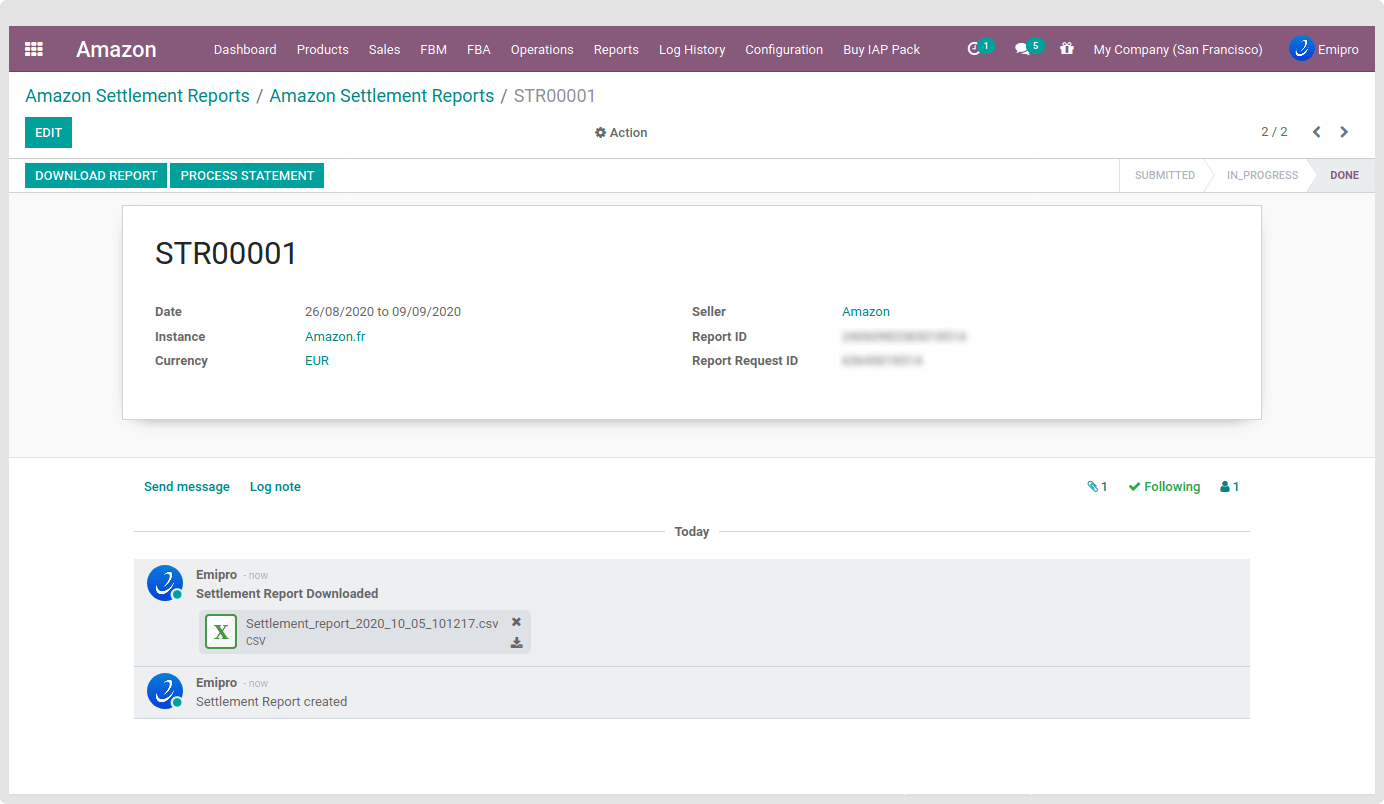 Amazon Dashboard Products Sales FBM FBA Operations Reports Log History Configuration Buy IAP Pack 1 5 My Company (San Francisco) Emipro
Amazon Settlement Reports / Amazon Settlement Reports / STR00001
EDIT Action 2 / 2
DOWNLOAD REPORT PROCESS STATEMENT SUBMITTED IN_PROGRESS DONE
STR00001
Date 26/08/2020 to 09/09/2020 Seller Amazon
Instance Amazon.fr Report ID
Currency EUR Report Request ID
Send message Log note 1 Following 1
Today
Emipro - now
Settlement Report Downloaded
X Settlement_report_2020_10_05_101217.csv
CSV
Emipro - now
Settlement Report created